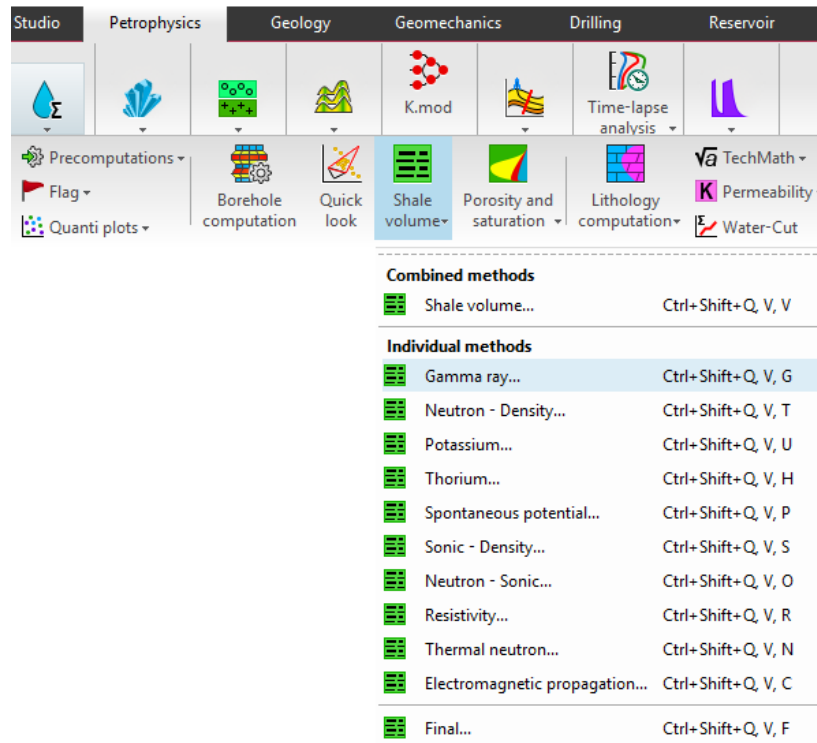 Studio Petrophysics Geology Geomechanics Drilling Reservoir
K.mod
Time-lapse
analysis
Precomputations
Flag
Quanti plots
Borehole
computation
Quick
look
Shale
volume
Porosity and
saturation
Lithology
computation
TechMath
Permeability
Water-Cut
Combined methods
Shale volume... Ctrl+Shift+Q, V, V
Individual methods
Gamma ray... Ctrl+Shift+Q, V, G
Neutron - Density... Ctrl+Shift+Q, V, T
Potassium... Ctrl+Shift+Q, V, U
Thorium... Ctrl+Shift+Q, V, H
Spontaneous potential... Ctrl+Shift+Q, V, P
Sonic - Density... Ctrl+Shift+Q, V, S
Neutron - Sonic... Ctrl+Shift+Q, V, O
Resistivity... Ctrl+Shift+Q, V, R
Thermal neutron... Ctrl+Shift+Q, V, N
Electromagnetic propagation... Ctrl+Shift+Q, V, C
Final... Ctrl+Shift+Q, V, F